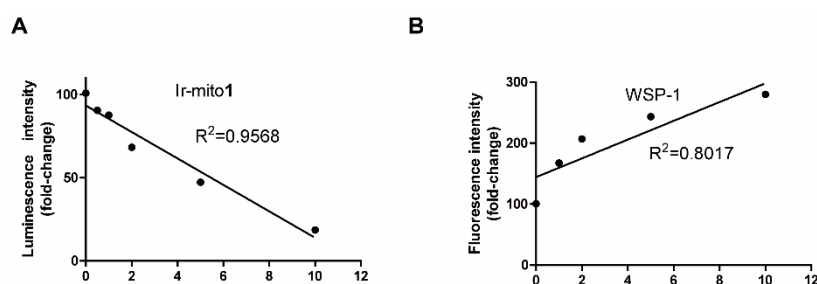 A
Luminescence intensity
(fold-change)
100
50
0
Ir-mito1
R²=0.9568
0 2 4 6 8 10 12
B
Fluorescence intensity
(fold-change)
300
200
100
0
WSP-1
R²=0.8017
0 2 4 6 8 10 12